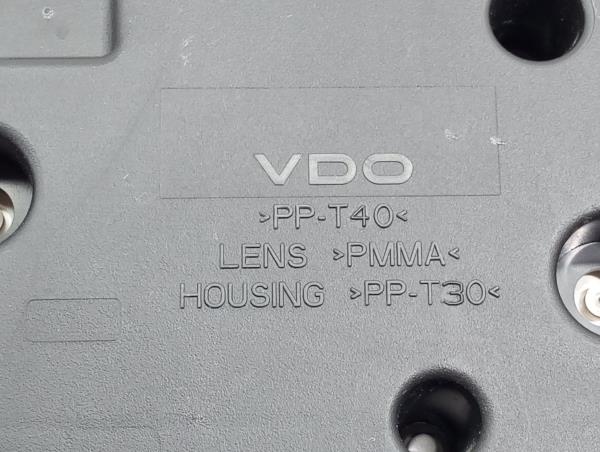 VDO
>PP-T40<
LENS >PMMA<
HOUSING >PP-T30<